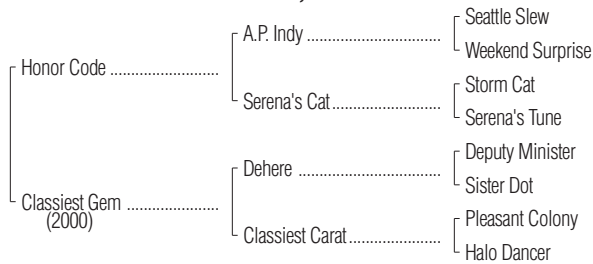 Seattle Slew
A.P. Indy ................................
Weekend Surprise
Honor Code ..........................
Storm Cat
Serena's Cat..........................
Serena's Tune
Deputy Minister
Dehere ..................................
Sister Dot
Classiest Gem ......................
(2000)
Pleasant Colony
Classiest Carat......................
Halo Dancer